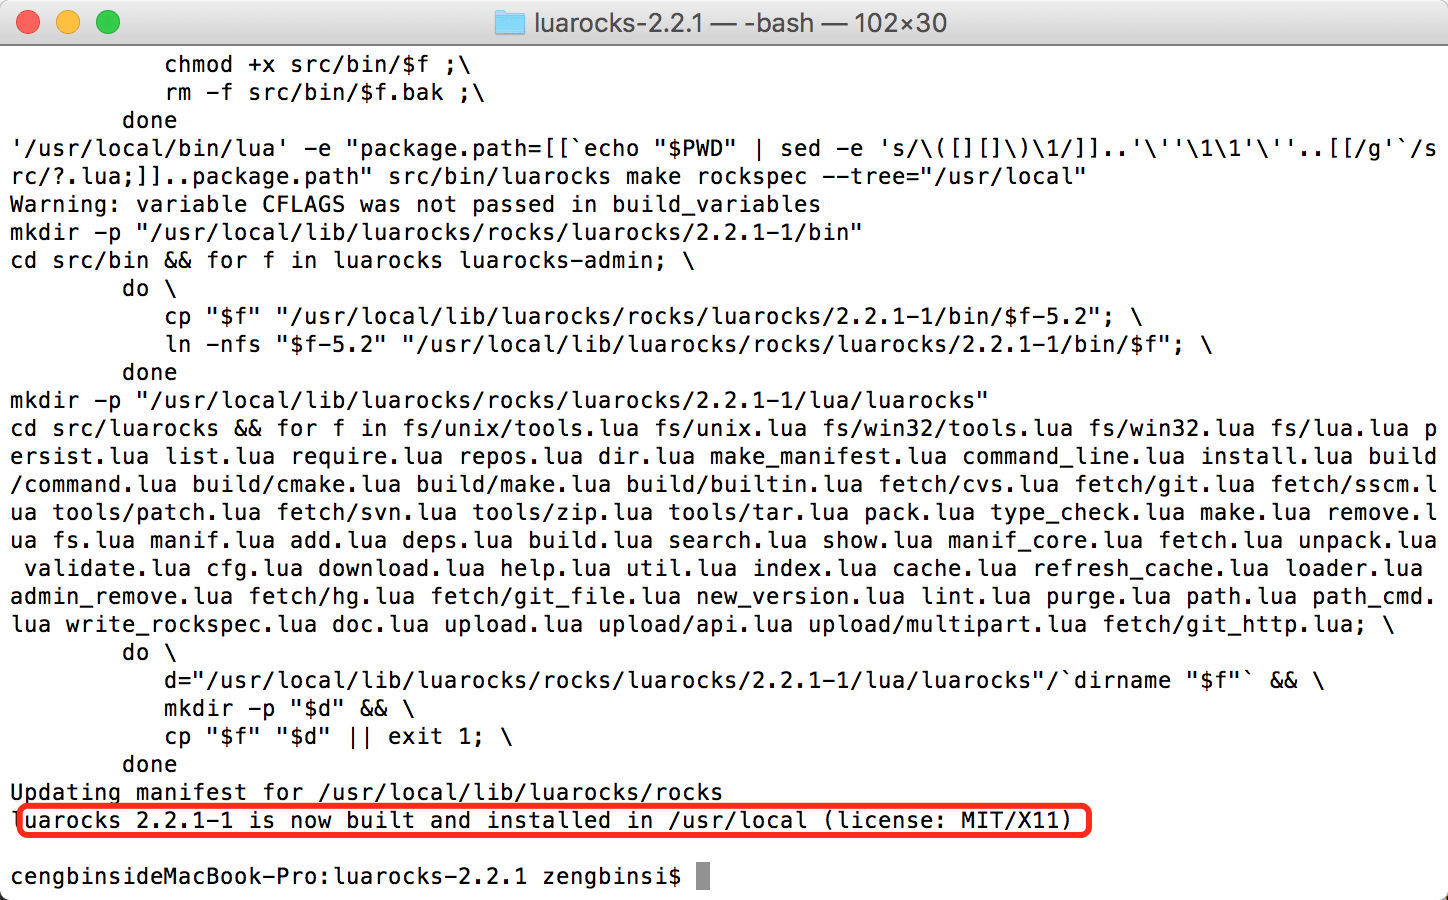 luarocks-2.2.1 — -bash — 102×30
chmod +x src/bin/$f ;\
rm -f src/bin/$f.bak ;\
done
'/usr/local/bin/lua' -e "package.path=[[`echo "$PWD" | sed -e 's/\([][]\)\1/]]..'\''\1\1'\''..[[/g'`/s
rc/?.lua;]]..package.path" src/bin/luarocks make rockspec --tree="/usr/local"
Warning: variable CFLAGS was not passed in build_variables
mkdir -p "/usr/local/lib/luarocks/rocks/luarocks/2.2.1-1/bin"
cd src/bin && for f in luarocks luarocks-admin; \
do \
cp "$f" "/usr/local/lib/luarocks/rocks/luarocks/2.2.1-1/bin/$f-5.2"; \
ln -nfs "$f-5.2" "/usr/local/lib/luarocks/rocks/luarocks/2.2.1-1/bin/$f"; \
done
mkdir -p "/usr/local/lib/luarocks/rocks/luarocks/2.2.1-1/lua/luarocks"
cd src/luarocks && for f in fs/unix/tools.lua fs/unix.lua fs/win32/tools.lua fs/win32.lua fs/lua.lua p
ersist.lua list.lua require.lua repos.lua dir.lua make_manifest.lua command_line.lua install.lua build
/command.lua build/cmake.lua build/make.lua build/builtin.lua fetch/cvs.lua fetch/git.lua fetch/sscm.l
ua tools/patch.lua fetch/svn.lua tools/zip.lua tools/tar.lua pack.lua type_check.lua make.lua remove.l
ua fs.lua manif.lua add.lua deps.lua build.lua search.lua show.lua manif_core.lua fetch.lua unpack.lua
validate.lua cfg.lua download.lua help.lua util.lua index.lua cache.lua refresh_cache.lua loader.lua
admin_remove.lua fetch/hg.lua fetch/git_file.lua new_version.lua lint.lua purge.lua path.lua path_cmd.
lua write_rockspec.lua doc.lua upload.lua upload/api.lua upload/multipart.lua fetch/git_http.lua; \
do \
d="/usr/local/lib/luarocks/rocks/luarocks/2.2.1-1/lua/luarocks"/`dirname "$f"` && \
mkdir -p "$d" && \
cp "$f" "$d" || exit 1; \
done
Updating manifest for /usr/local/lib/luarocks/rocks
luarocks 2.2.1-1 is now built and installed in /usr/local (license: MIT/X11)
cengbinsideMacBook-Pro:luarocks-2.2.1 zengbinsi$